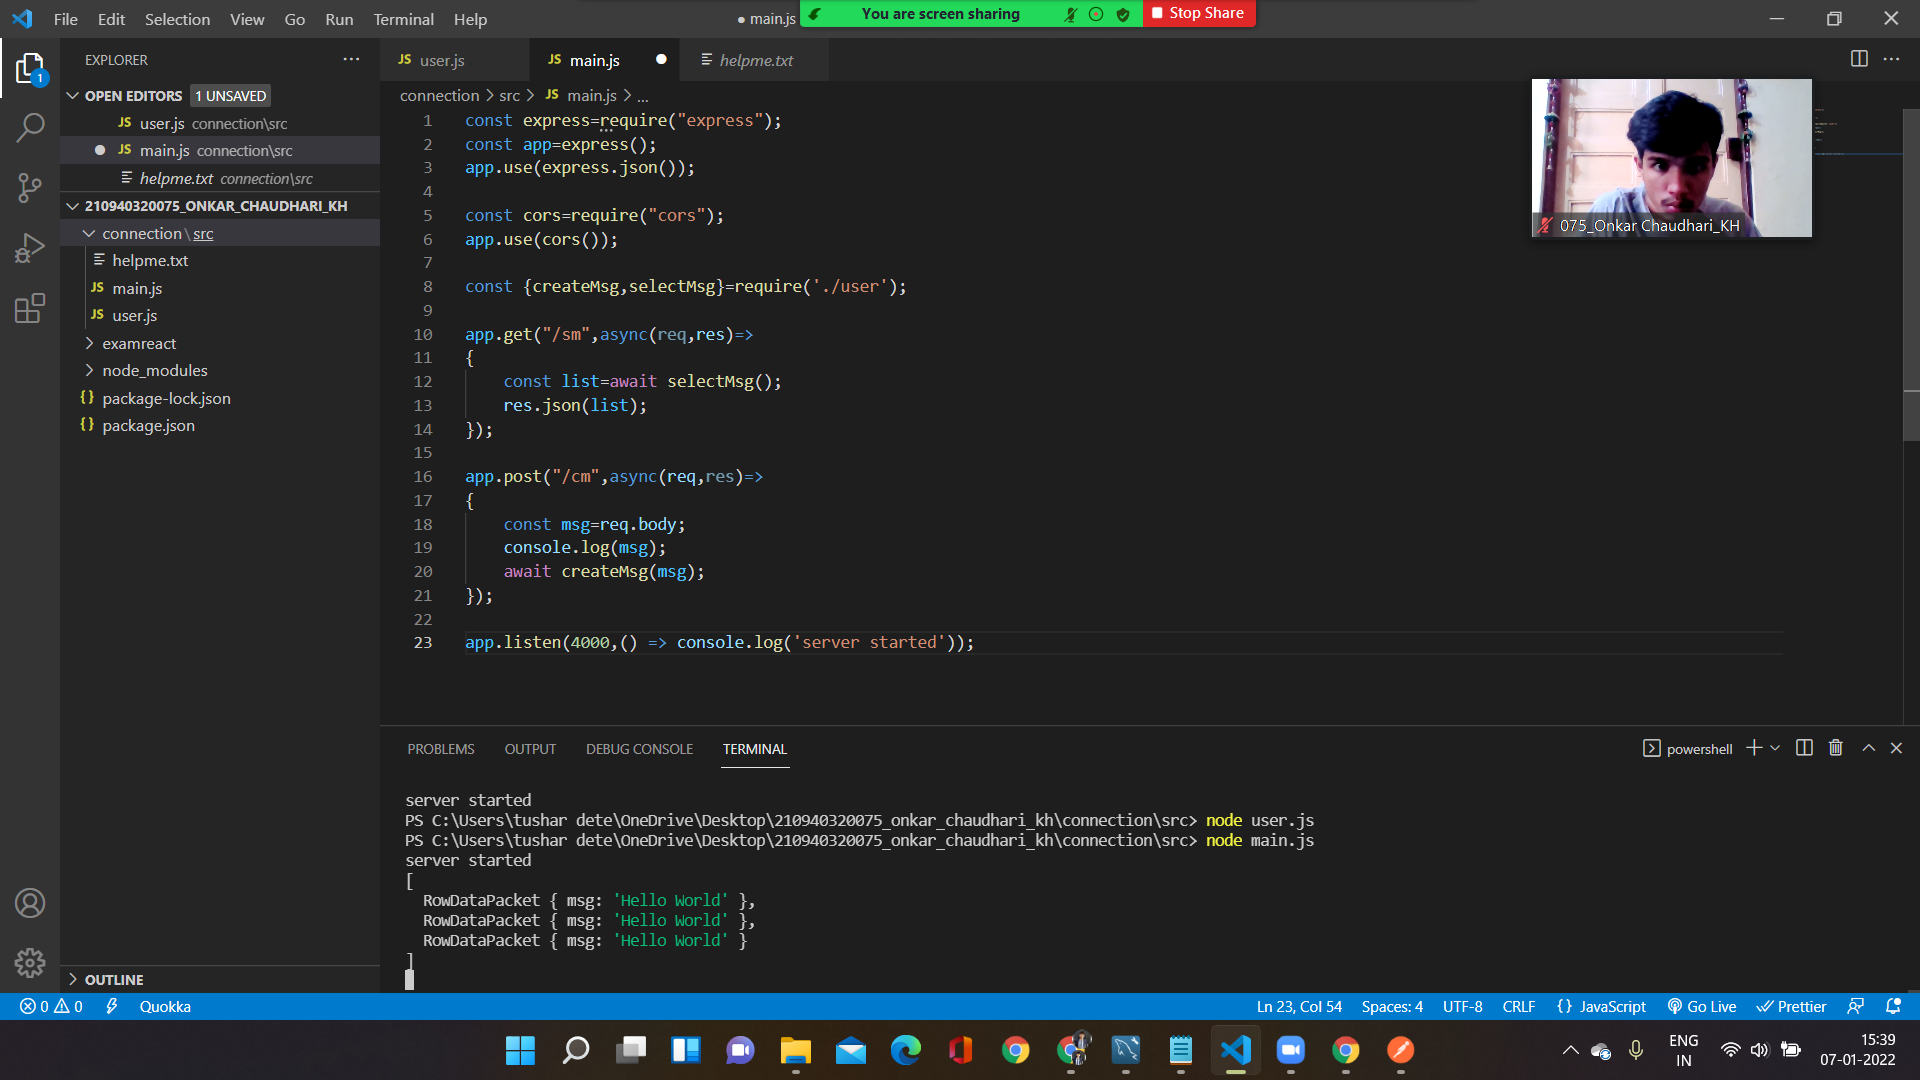 File Edit Selection View Go Run Terminal Help
● main.js
You are screen sharing
Stop Share
EXPLORER
JS user.js
JS main.js
helpme.txt
OPEN EDITORS 1 UNSAVED
JS user.js connection\src
JS main.js connection\src
helpme.txt connection\src
210940320075_ONKAR_CHAUDHARI_KH
connection \ src
helpme.txt
JS main.js
JS user.js
examreact
node_modules
{} package-lock.json
{} package.json
OUTLINE
connection > src > JS main.js > ...
1 const express=require("express");
2 const app=express();
3 app.use(express.json());
4
5 const cors=require("cors");
6 app.use(cors());
7
8 const {createMsg,selectMsg}=require('./user');
9
10 app.get("/sm",async(req,res)=>
11 {
12 const list=await selectMsg();
13 res.json(list);
14 });
15
16 app.post("/cm",async(req,res)=>
17 {
18 const msg=req.body;
19 console.log(msg);
20 await createMsg(msg);
21 });
22
23 app.listen(4000,() => console.log('server started'));
075_Onkar Chaudhari_KH
PROBLEMS OUTPUT DEBUG CONSOLE TERMINAL
powershell
server started
PS C:\Users\tushar dete\OneDrive\Desktop\210940320075_onkar_chaudhari_kh\connection\src> node user.js
PS C:\Users\tushar dete\OneDrive\Desktop\210940320075_onkar_chaudhari_kh\connection\src> node main.js
server started
[
RowDataPacket { msg: 'Hello World' },
RowDataPacket { msg: 'Hello World' },
RowDataPacket { msg: 'Hello World' }
]
0 0 Quokka
Ln 23, Col 54 Spaces: 4 UTF-8 CRLF {} JavaScript Go Live Prettier
1
ENG
IN
15:39
07-01-2022